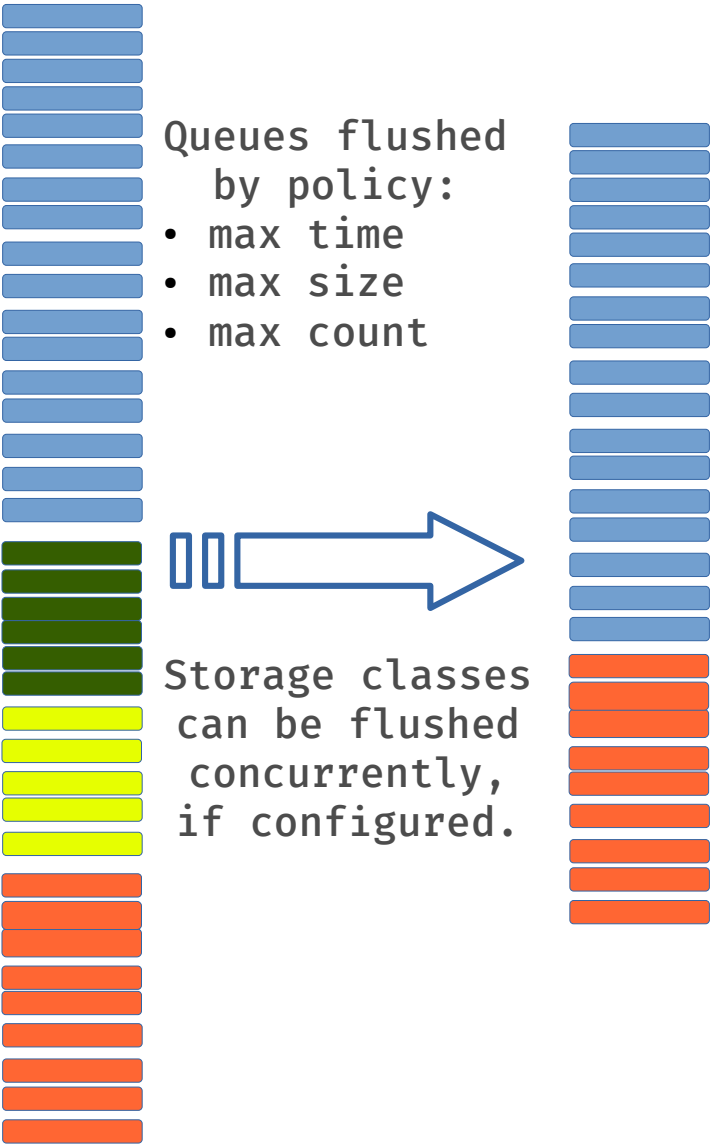 Queues flushed
by policy:
• max time
• max size
• max count
Storage classes
can be flushed
concurrently,
if configured.